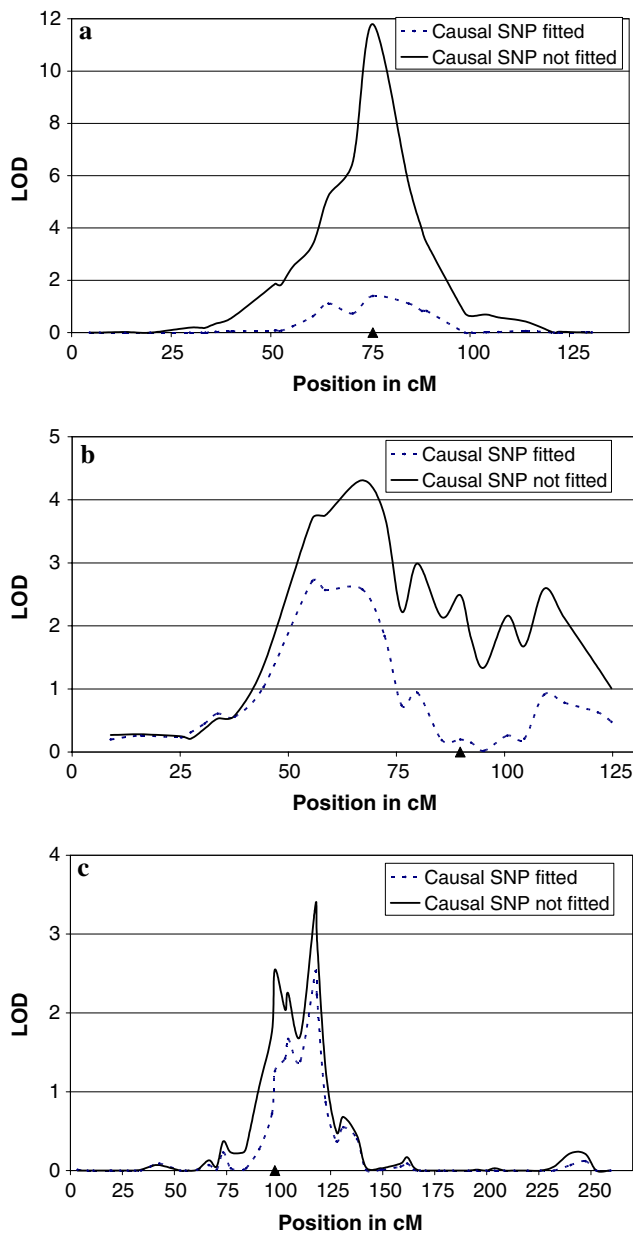 a
Causal SNP fitted
Causal SNP not fitted
12
10
8
6
4
2
0
LOD
0 25 50 75 100 125
Position in cM
b
Causal SNP fitted
Causal SNP not fitted
5
4
3
2
1
0
LOD
0 25 50 75 100 125
Position in cM
c
Causal SNP fitted
Causal SNP not fitted
4
3
2
1
0
LOD
0 25 50 75 100 125 150 175 200 225 250
Position in cM